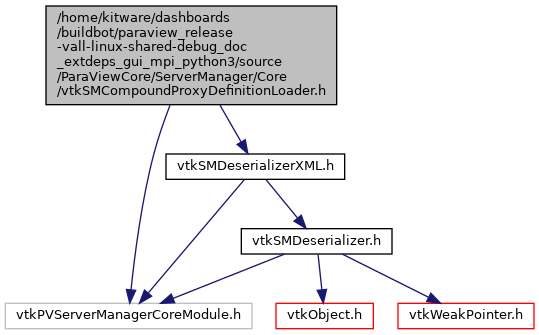 /home/kitware/dashboards
/buildbot/paraview_release
-vall-linux-shared-debug_doc
_extdeps_gui_mpi_python3/source
/ParaViewCore/ServerManager/Core
/vtkSMCompoundProxyDefinitionLoader.h
vtkSMDeserializerXML.h
vtkSMDeserializer.h
vtkPVServerManagerCoreModule.h
vtkObject.h
vtkWeakPointer.h